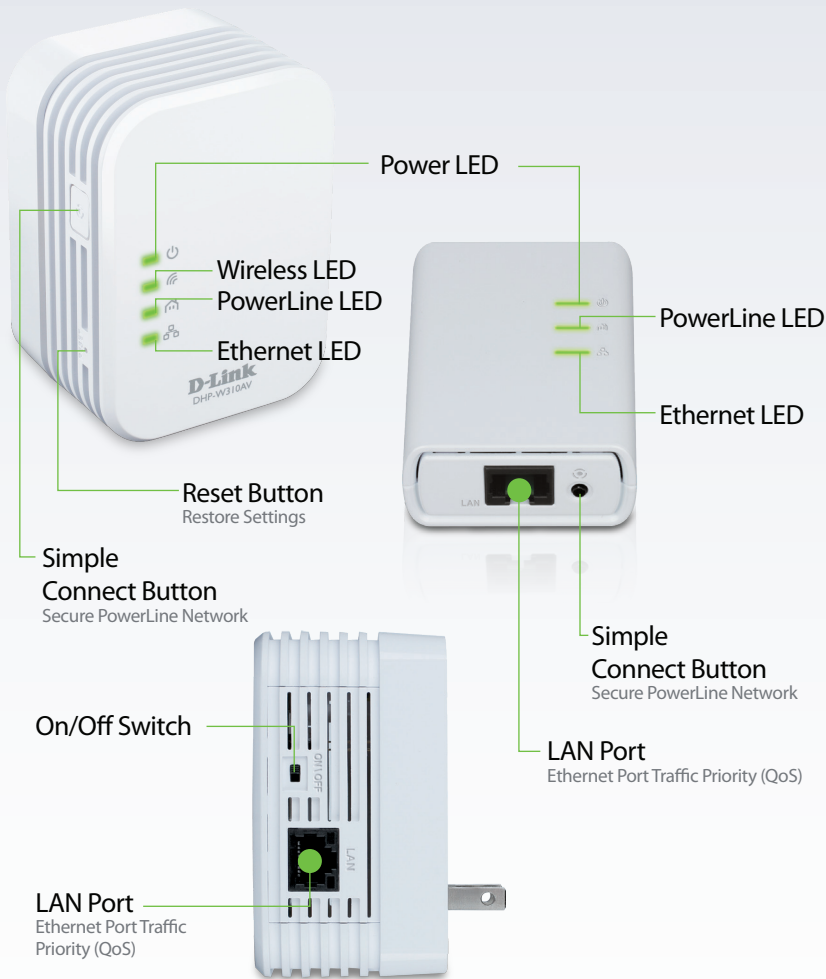 Power LED
Wireless LED
PowerLine LED
Ethernet LED
D-Link
DHP-W310AV
PowerLine LED
Ethernet LED
LAN
Reset Button
Restore Settings
Simple
Connect Button
Secure PowerLine Network
Simple
Connect Button
Secure PowerLine Network
LAN Port
Ethernet Port Traffic Priority (QoS)
On/Off Switch
ON\OFF
LAN
LAN Port
Ethernet Port Traffic
Priority (QoS)